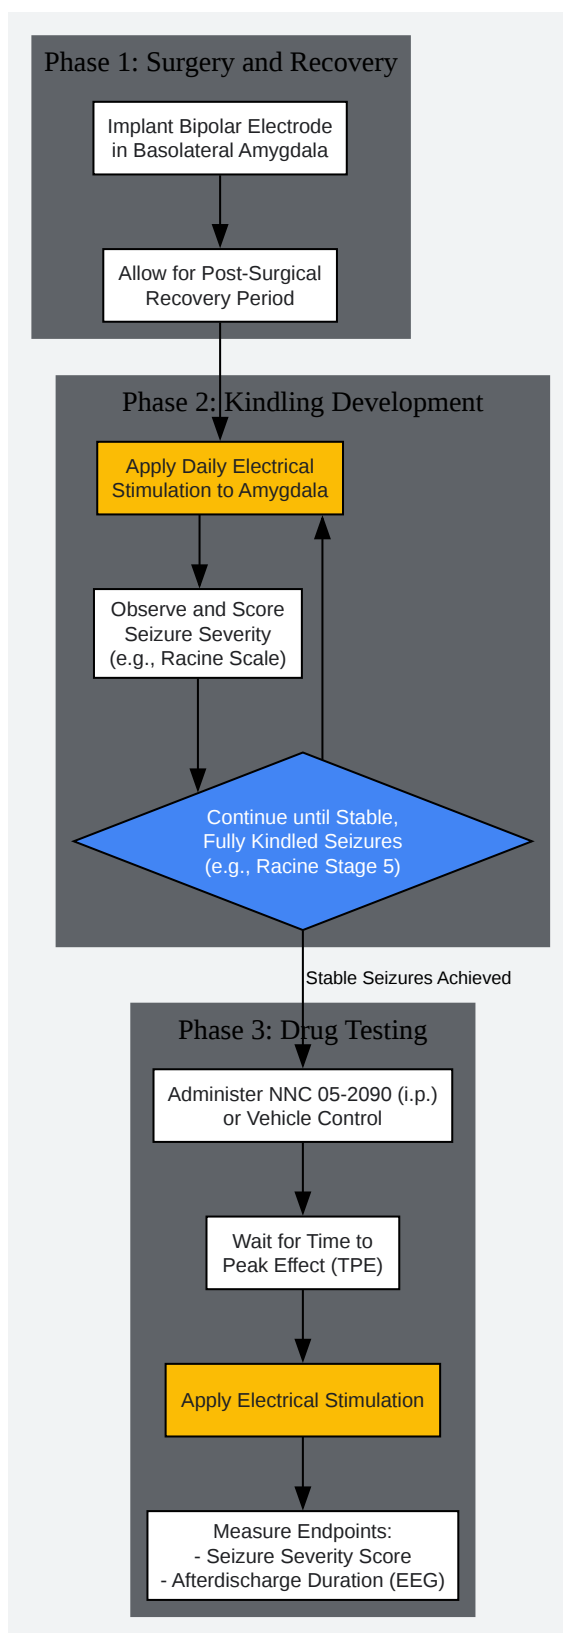 Phase 1: Surgery and Recovery
Implant Bipolar Electrode
in Basolateral Amygdala
Allow for Post-Surgical
Recovery Period
Phase 2: Kindling Development
Apply Daily Electrical
Stimulation to Amygdala
Observe and Score
Seizure Severity
(e.g., Racine Scale)
Continue until Stable,
Fully Kindled Seizures
(e.g., Racine Stage 5)
Stable Seizures Achieved
Phase 3: Drug Testing
Administer NNC 05-2090 (i.p.)
or Vehicle Control
Wait for Time to
Peak Effect (TPE)
Apply Electrical Stimulation
Measure Endpoints:
- Seizure Severity Score
- Afterdischarge Duration (EEG)